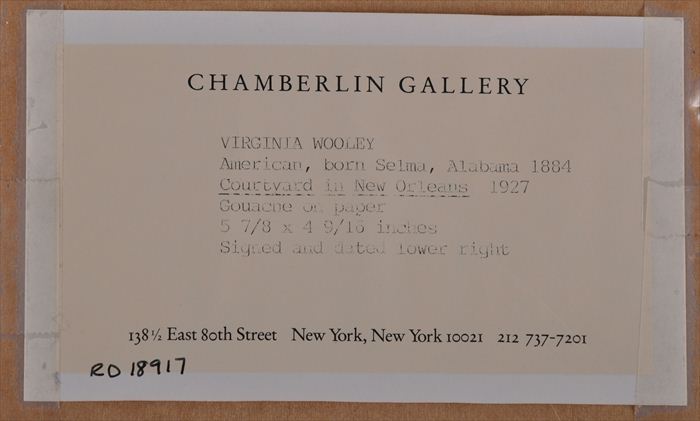 CHAMBERLIN GALLERY
VIRGINIA WOOLEY
American, born Selma, Alabama 1884
Courtyard in New Orleans 1927
Gouache on paper
5 7/8 x 4 9/16 inches
Signed and dated lower right
138½ East 80th Street New York, New York 10021 212 737-7201
RO 18917